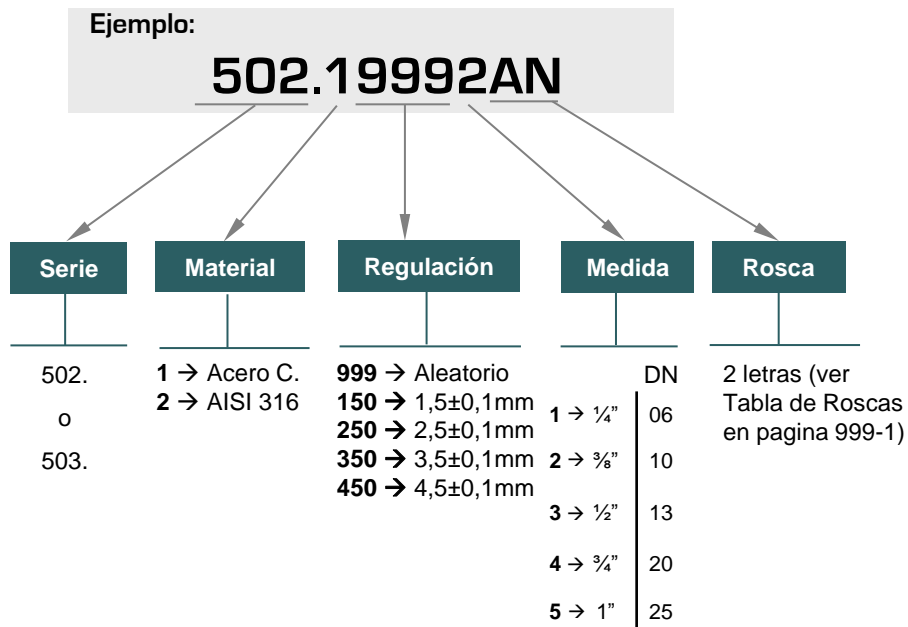 Ejemplo:
502.19992AN
Serie
Material
Regulación
Medida
Rosca
502.
o
503.
1 → Acero C.
2 → AISI 316
999 → Aleatorio
150 → 1,5±0,1mm
250 → 2,5±0,1mm
350 → 3,5±0,1mm
450 → 4,5±0,1mm
DN
1 → ¼” 06
2 → ⅜” 10
3 → ½” 13
4 → ¾” 20
5 → 1” 25
2 letras (ver
Tabla de Roscas
en pagina 999-1)